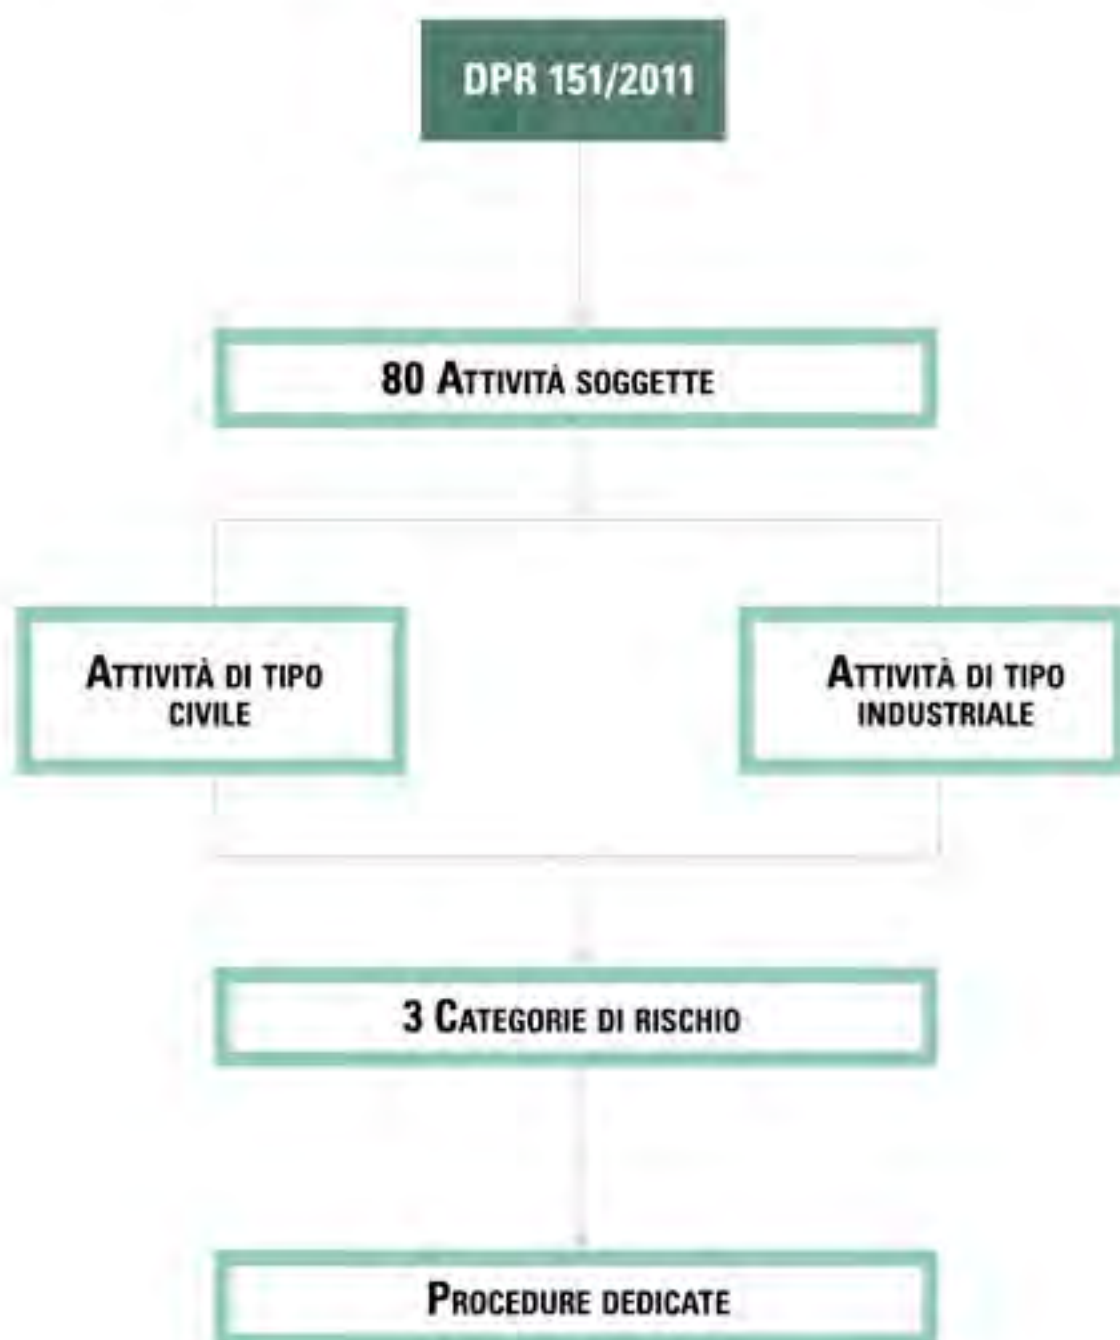 DPR 151/2011
80 ATTIVITÀ SOGGETTE
ATTIVITÀ DI TIPO
CIVILE
ATTIVITÀ DI TIPO
INDUSTRIALE
3 CATEGORIE DI RISCHIO
PROCEDURE DEDICATE